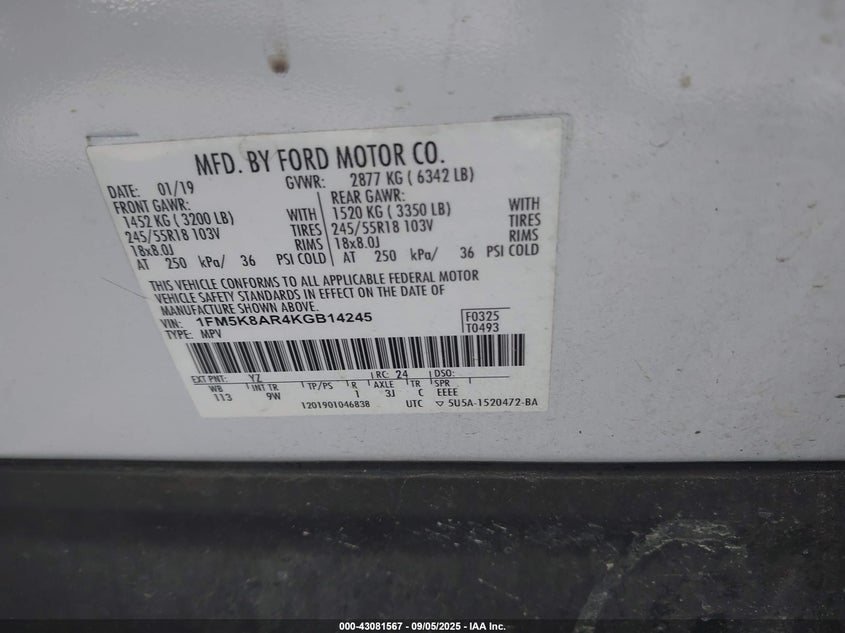 MFD. BY FORD MOTOR CO.
DATE: 01/19 GVWR: 2877 KG ( 6342 LB)
FRONT GAWR: REAR GAWR:
1452 KG ( 3200 LB) WITH 1520 KG ( 3350 LB) WITH
245/55R18 103V TIRES 245/55R18 103V TIRES
18x8.0J RIMS 18x8.0J RIMS
AT 250 kPa/ 36 PSI COLD AT 250 kPa/ 36 PSI COLD
THIS VEHICLE CONFORMS TO ALL APPLICABLE FEDERAL MOTOR
VEHICLE SAFETY STANDARDS IN EFFECT ON THE DATE OF
MANUFACTURE SHOWN ABOVE.
VIN: 1FM5K8AR4KGB14245 F0325
TYPE: MPV T0493
EXT PNT: YZ RC: 24 DSO:
WB INT TR TP/PS R AXLE TR SPR
113 9W 1 3J C EEEE
1201901046838 UTC ▽ 5U5A-1520472-BA
000-43081567 - 09/05/2025 - IAA Inc.